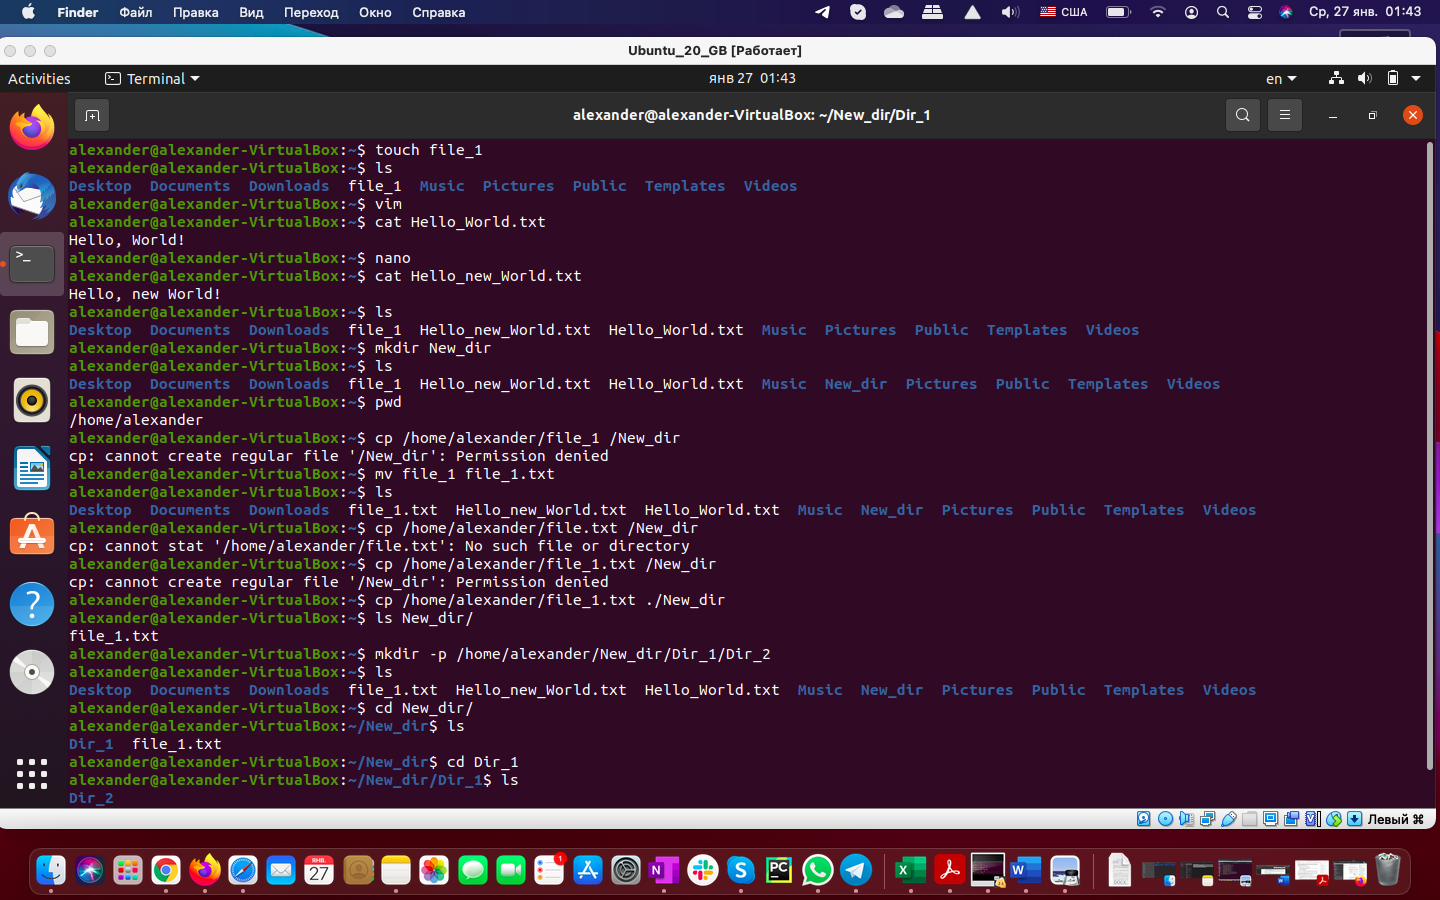 Finder Файл Правка Вид Переход Окно Справка США Ср, 27 янв. 01:43
Ubuntu_20_GB [Работает]
Activities Terminal янв 27 01:43 en
alexander@alexander-VirtualBox: ~/New_dir/Dir_1
alexander@alexander-VirtualBox:~$ touch file_1
alexander@alexander-VirtualBox:~$ ls
Desktop Documents Downloads file_1 Music Pictures Public Templates Videos
alexander@alexander-VirtualBox:~$ vim
alexander@alexander-VirtualBox:~$ cat Hello_World.txt
Hello, World!
alexander@alexander-VirtualBox:~$ nano
alexander@alexander-VirtualBox:~$ cat Hello_new_World.txt
Hello, new World!
alexander@alexander-VirtualBox:~$ ls
Desktop Documents Downloads file_1 Hello_new_World.txt Hello_World.txt Music Pictures Public Templates Videos
alexander@alexander-VirtualBox:~$ mkdir New_dir
alexander@alexander-VirtualBox:~$ ls
Desktop Documents Downloads file_1 Hello_new_World.txt Hello_World.txt Music New_dir Pictures Public Templates Videos
alexander@alexander-VirtualBox:~$ pwd
/home/alexander
alexander@alexander-VirtualBox:~$ cp /home/alexander/file_1 /New_dir
cp: cannot create regular file '/New_dir': Permission denied
alexander@alexander-VirtualBox:~$ mv file_1 file_1.txt
alexander@alexander-VirtualBox:~$ ls
Desktop Documents Downloads file_1.txt Hello_new_World.txt Hello_World.txt Music New_dir Pictures Public Templates Videos
alexander@alexander-VirtualBox:~$ cp /home/alexander/file.txt /New_dir
cp: cannot stat '/home/alexander/file.txt': No such file or directory
alexander@alexander-VirtualBox:~$ cp /home/alexander/file_1.txt /New_dir
cp: cannot create regular file '/New_dir': Permission denied
alexander@alexander-VirtualBox:~$ cp /home/alexander/file_1.txt ./New_dir
alexander@alexander-VirtualBox:~$ ls New_dir/
file_1.txt
alexander@alexander-VirtualBox:~$ mkdir -p /home/alexander/New_dir/Dir_1/Dir_2
alexander@alexander-VirtualBox:~$ ls
Desktop Documents Downloads file_1.txt Hello_new_World.txt Hello_World.txt Music New_dir Pictures Public Templates Videos
alexander@alexander-VirtualBox:~$ cd New_dir/
alexander@alexander-VirtualBox:~/New_dir$ ls
Dir_1 file_1.txt
alexander@alexander-VirtualBox:~/New_dir$ cd Dir_1
alexander@alexander-VirtualBox:~/New_dir/Dir_1$ ls
Dir_2
Левый ⌘
27
1
PC